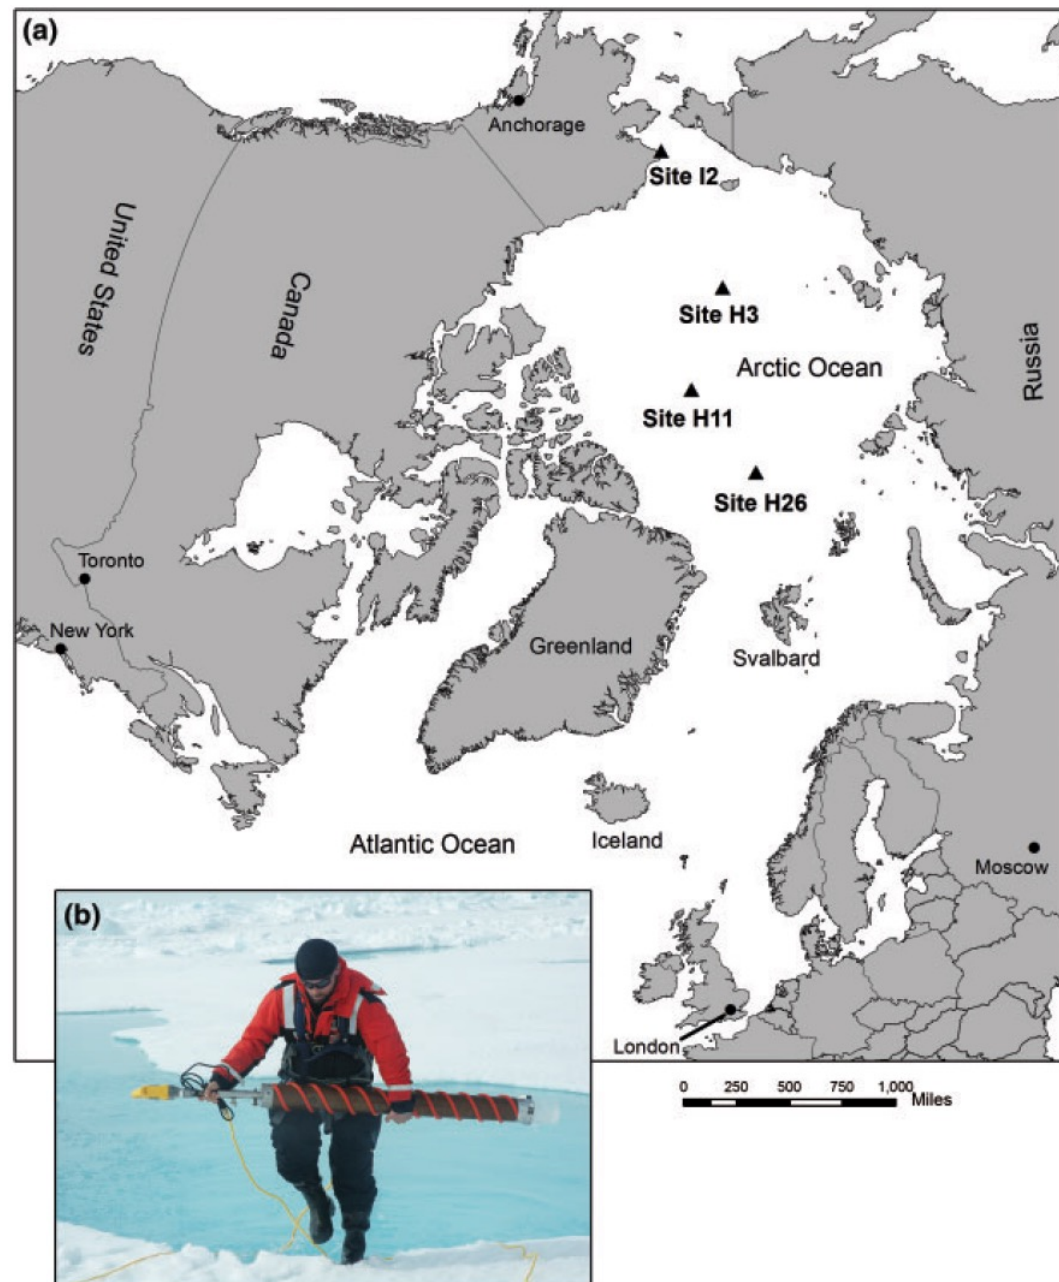 (a)
Anchorage
Site I2
United States
Canada
Site H3
Arctic Ocean
Russia
Site H11
Site H26
Toronto
New York
Greenland
Svalbard
Iceland
Atlantic Ocean
Moscow
London
0 250 500 750 1,000
Miles
(b)